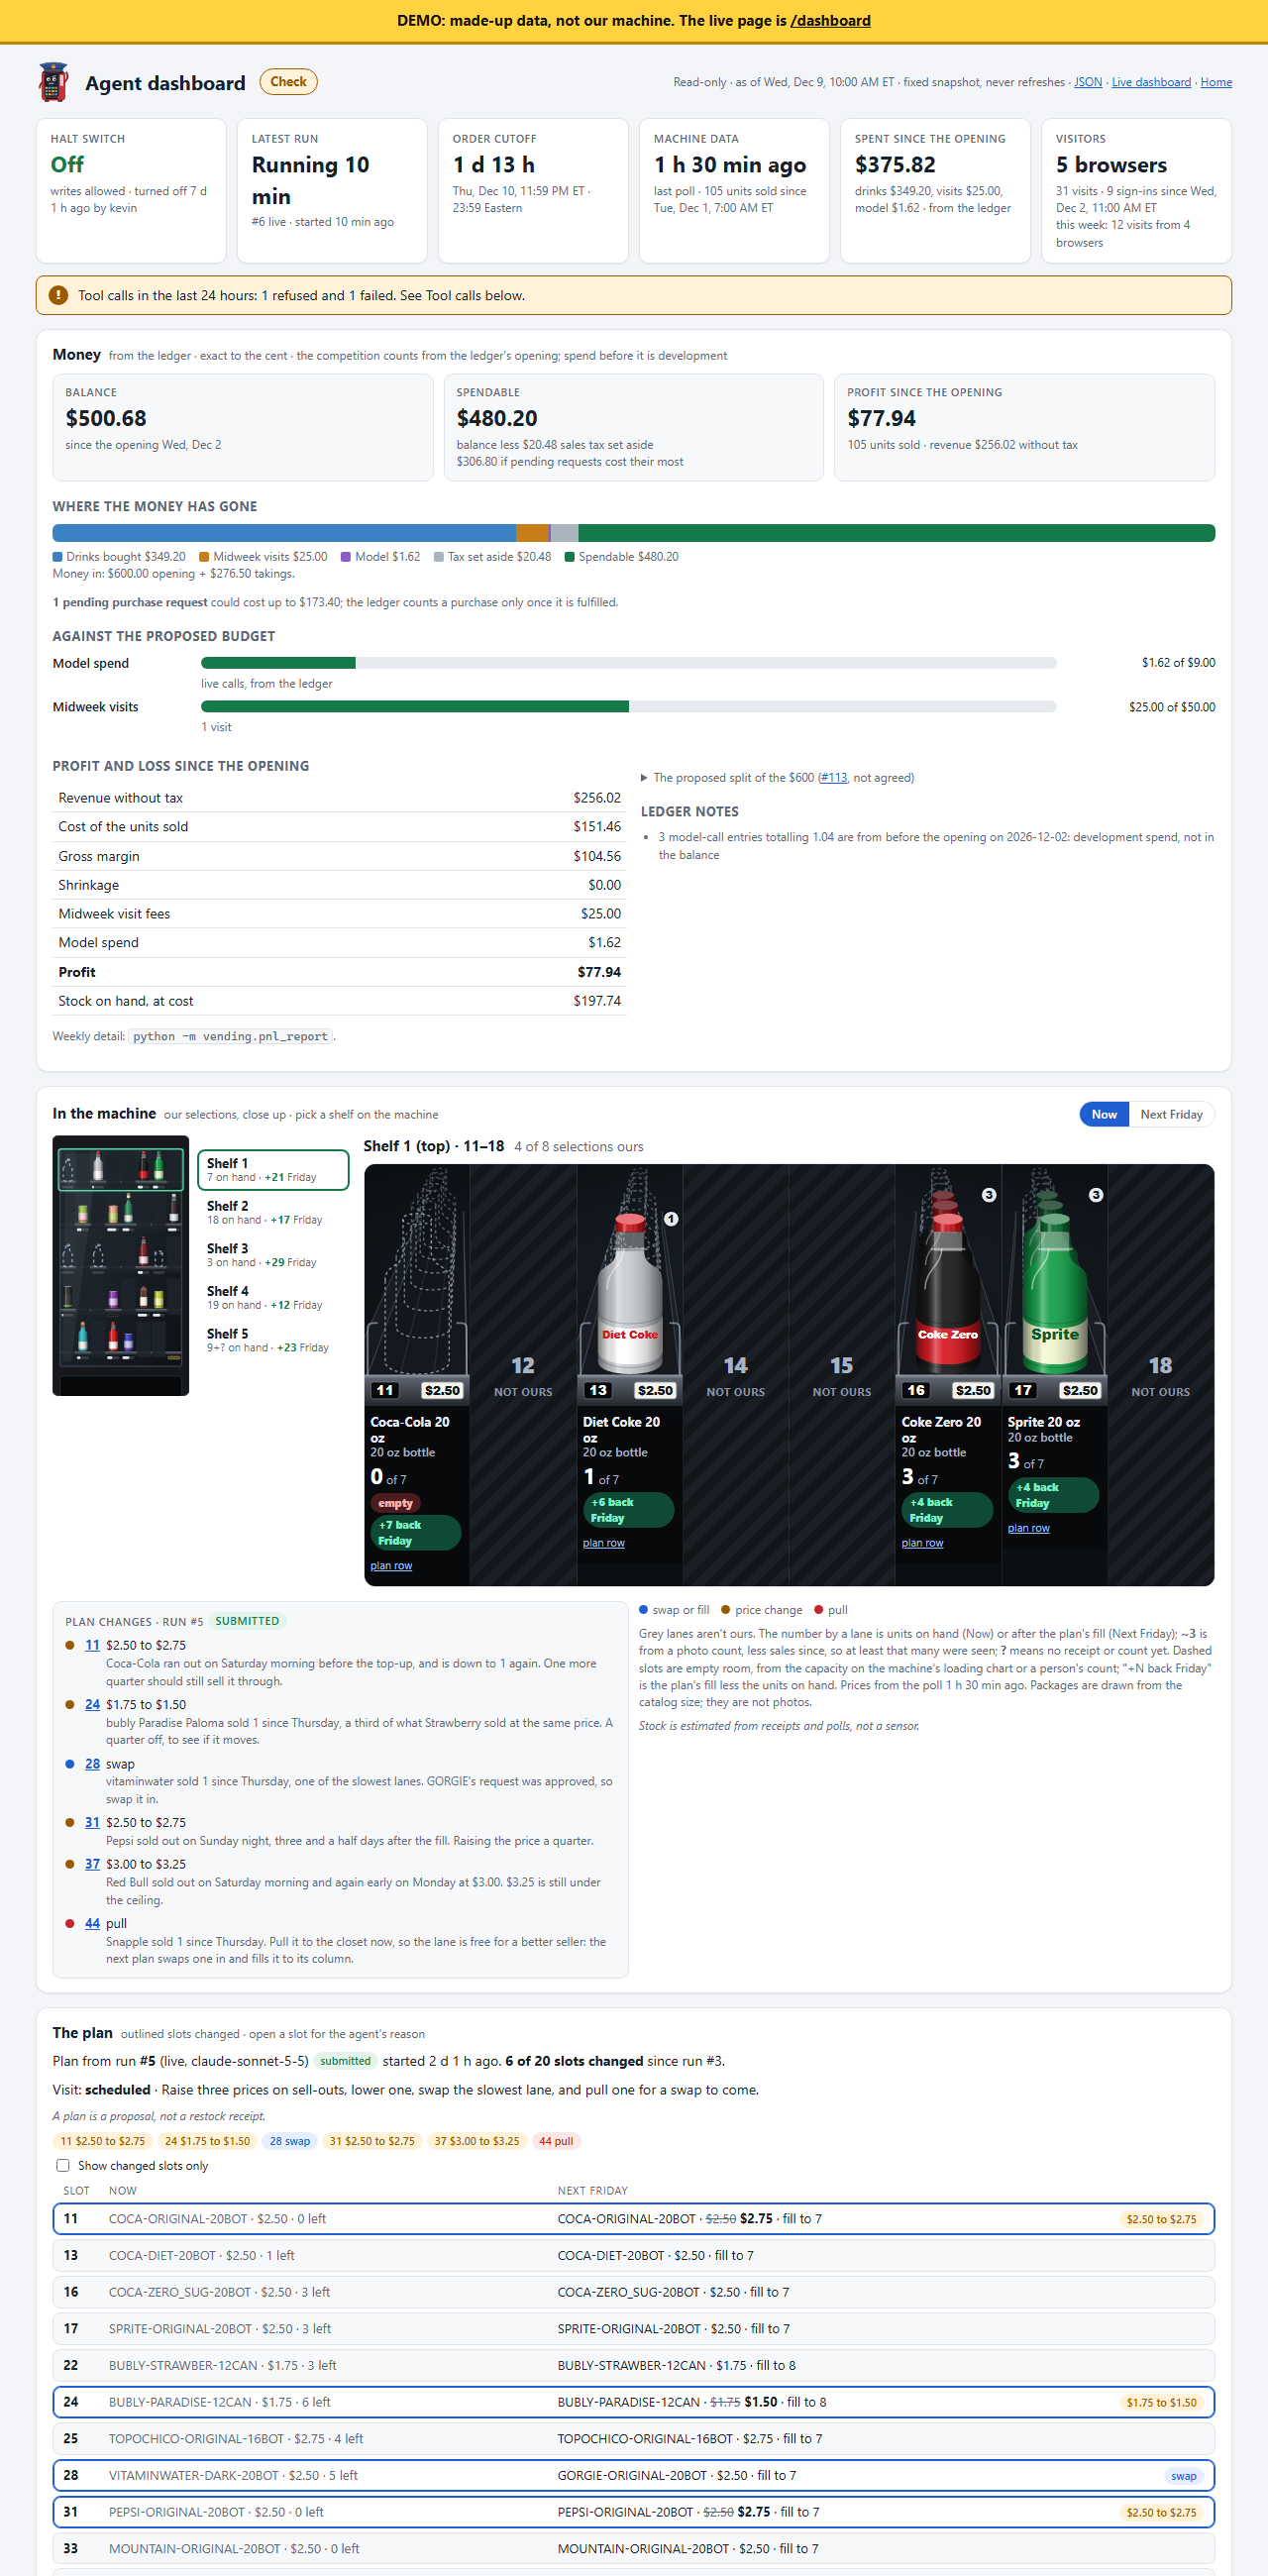 DEMO: made-up data, not our machine. The live page is /dashboard
Agent dashboard Check
Read-only · as of Wed, Dec 9, 10:00 AM ET · fixed snapshot, never refreshes · JSON · Live dashboard · Home
HALT SWITCH
Off
writes allowed · turned off 7 d
1 h ago by kevin
LATEST RUN
Running 10
min
#6 live · started 10 min ago
ORDER CUTOFF
1 d 13 h
Thu, Dec 10, 11:59 PM ET ·
23:59 Eastern
MACHINE DATA
1 h 30 min ago
last poll · 105 units sold since
Tue, Dec 1, 7:00 AM ET
SPENT SINCE THE OPENING
$375.82
drinks $349.20, visits $25.00,
model $1.62 · from the ledger
VISITORS
5 browsers
31 visits · 9 sign-ins since Wed,
Dec 2, 11:00 AM ET
this week: 12 visits from 4
browsers
! Tool calls in the last 24 hours: 1 refused and 1 failed. See Tool calls below.
Money from the ledger · exact to the cent · the competition counts from the ledger's opening; spend before it is development
BALANCE
$500.68
since the opening Wed, Dec 2
SPENDABLE
$480.20
balance less $20.48 sales tax set aside
$306.80 if pending requests cost their most
PROFIT SINCE THE OPENING
$77.94
105 units sold · revenue $256.02 without tax
WHERE THE MONEY HAS GONE
Drinks bought $349.20 Midweek visits $25.00 Model $1.62 Tax set aside $20.48 Spendable $480.20
Money in: $600.00 opening + $276.50 takings.
1 pending purchase request could cost up to $173.40; the ledger counts a purchase only once it is fulfilled.
AGAINST THE PROPOSED BUDGET
Model spend $1.62 of $9.00
live calls, from the ledger
Midweek visits $25.00 of $50.00
1 visit
PROFIT AND LOSS SINCE THE OPENING
Revenue without tax $256.02
Cost of the units sold $151.46
Gross margin $104.56
Shrinkage $0.00
Midweek visit fees $25.00
Model spend $1.62
Profit $77.94
Stock on hand, at cost $197.74
Weekly detail: python -m vending.pnl_report.
The proposed split of the $600 (#113, not agreed)
LEDGER NOTES
• 3 model-call entries totalling 1.04 are from before the opening on 2026-12-02: development spend, not in
the balance
In the machine our selections, close up · pick a shelf on the machine
Now Next Friday
Shelf 1
7 on hand · +21 Friday
Shelf 2
18 on hand · +17 Friday
Shelf 3
3 on hand · +29 Friday
Shelf 4
19 on hand · +12 Friday
Shelf 5
9+? on hand · +23 Friday
Shelf 1 (top) · 11–18 4 of 8 selections ours
11 $2.50
Coca-Cola 20
oz
20 oz bottle
0 of 7
empty
+7 back
Friday
plan row
12
NOT OURS
1
Diet Coke
13 $2.50
Diet Coke 20
oz
20 oz bottle
1 of 7
+6 back
Friday
plan row
14
NOT OURS
15
NOT OURS
3
Coke Zero
16 $2.50
Coke Zero 20
oz
20 oz bottle
3 of 7
+4 back
Friday
plan row
3
Sprite
17 $2.50
Sprite 20 oz
20 oz bottle
3 of 7
+4 back
Friday
plan row
18
NOT OURS
PLAN CHANGES · RUN #5 SUBMITTED
11 $2.50 to $2.75
Coca-Cola ran out on Saturday morning before the top-up, and is down to 1 again. One more
quarter should still sell it through.
24 $1.75 to $1.50
bubly Paradise Paloma sold 1 since Thursday, a third of what Strawberry sold at the same price. A
quarter off, to see if it moves.
28 swap
vitaminwater sold 1 since Thursday, one of the slowest lanes. GORGIE's request was approved, so
swap it in.
31 $2.50 to $2.75
Pepsi sold out on Sunday night, three and a half days after the fill. Raising the price a quarter.
37 $3.00 to $3.25
Red Bull sold out on Saturday morning and again early on Monday at $3.00. $3.25 is still under
the ceiling.
44 pull
Snapple sold 1 since Thursday. Pull it to the closet now, so the lane is free for a better seller: the
next plan swaps one in and fills it to its column.
swap or fill price change pull
Grey lanes aren't ours. The number by a lane is units on hand (Now) or after the plan's fill (Next Friday); ~3 is
from a photo count, less sales since, so at least that many were seen; ? means no receipt or count yet. Dashed
slots are empty room, from the capacity on the machine's loading chart or a person's count; "+N back Friday"
is the plan's fill less the units on hand. Prices from the poll 1 h 30 min ago. Packages are drawn from the
catalog size; they are not photos.
Stock is estimated from receipts and polls, not a sensor.
The plan outlined slots changed · open a slot for the agent's reason
Plan from run #5 (live, claude-sonnet-5-5) submitted started 2 d 1 h ago. 6 of 20 slots changed since run #3.
Visit: scheduled · Raise three prices on sell-outs, lower one, swap the slowest lane, and pull one for a swap to come.
A plan is a proposal, not a restock receipt.
11 $2.50 to $2.75 24 $1.75 to $1.50 28 swap 31 $2.50 to $2.75 37 $3.00 to $3.25 44 pull
Show changed slots only
SLOT NOW NEXT FRIDAY
11 COCA-ORIGINAL-20BOT · $2.50 · 0 left COCA-ORIGINAL-20BOT · $2.50 $2.75 · fill to 7 $2.50 to $2.75
13 COCA-DIET-20BOT · $2.50 · 1 left COCA-DIET-20BOT · $2.50 · fill to 7
16 COCA-ZERO_SUG-20BOT · $2.50 · 3 left COCA-ZERO_SUG-20BOT · $2.50 · fill to 7
17 SPRITE-ORIGINAL-20BOT · $2.50 · 3 left SPRITE-ORIGINAL-20BOT · $2.50 · fill to 7
22 BUBLY-STRAWBER-12CAN · $1.75 · 3 left BUBLY-STRAWBER-12CAN · $1.75 · fill to 8
24 BUBLY-PARADISE-12CAN · $1.75 · 6 left BUBLY-PARADISE-12CAN · $1.75 $1.50 · fill to 8 $1.75 to $1.50
25 TOPOCHICO-ORIGINAL-16BOT · $2.75 · 4 left TOPOCHICO-ORIGINAL-16BOT · $2.75 · fill to 7
28 VITAMINWATER-DARK-20BOT · $2.50 · 5 left GORGIE-ORIGINAL-20BOT · $2.50 · fill to 7 swap
31 PEPSI-ORIGINAL-20BOT · $2.50 · 0 left PEPSI-ORIGINAL-20BOT · $2.50 $2.75 · fill to 7 $2.50 to $2.75
33 MOUNTAIN-ORIGINAL-20BOT · $2.50 · 0 left MOUNTAIN-ORIGINAL-20BOT · $2.50 · fill to 7